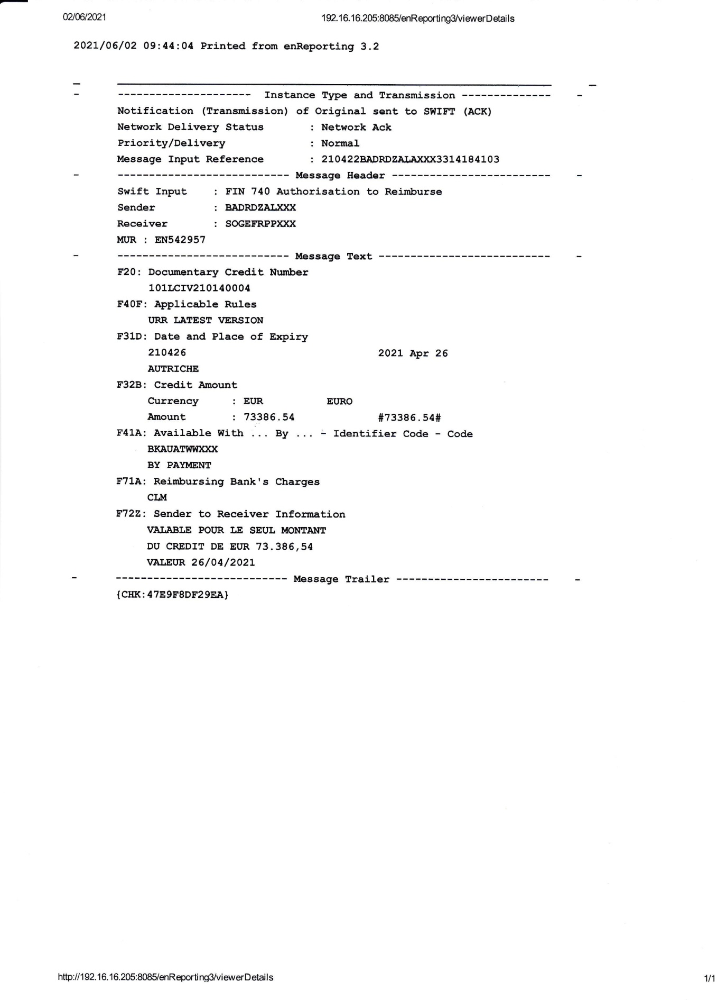 02/06/2021 192.16.16.205:8085/enReporting3/viewerDetails
2021/06/02 09:44:04 Printed from enReporting 3.2
- --------------------- Instance Type and Transmission -------------- -
Notification (Transmission) of Original sent to SWIFT (ACK)
Network Delivery Status : Network Ack
Priority/Delivery : Normal
Message Input Reference : 210422BADRDZALAXXX3314184103
- --------------------------- Message Header ------------------------- -
Swift Input : FIN 740 Authorisation to Reimburse
Sender : BADRDZALXXX
Receiver : SOGEFRPPXXX
MUR : EN542957
- --------------------------- Message Text --------------------------- -
F20: Documentary Credit Number
101LCIV210140004
F40F: Applicable Rules
URR LATEST VERSION
F31D: Date and Place of Expiry
210426 2021 Apr 26
AUTRICHE
F32B: Credit Amount
Currency : EUR EURO
Amount : 73386.54 #73386.54#
F41A: Available With ... By ... - Identifier Code - Code
BKAUATWWXXX
BY PAYMENT
F71A: Reimbursing Bank's Charges
CLM
F72Z: Sender to Receiver Information
VALABLE POUR LE SEUL MONTANT
DU CREDIT DE EUR 73.386,54
VALEUR 26/04/2021
- --------------------------- Message Trailer ------------------------ -
{CHK:47E9F8DF29EA}
http://192.16.16.205:8085/enReporting3/viewerDetails 1/1